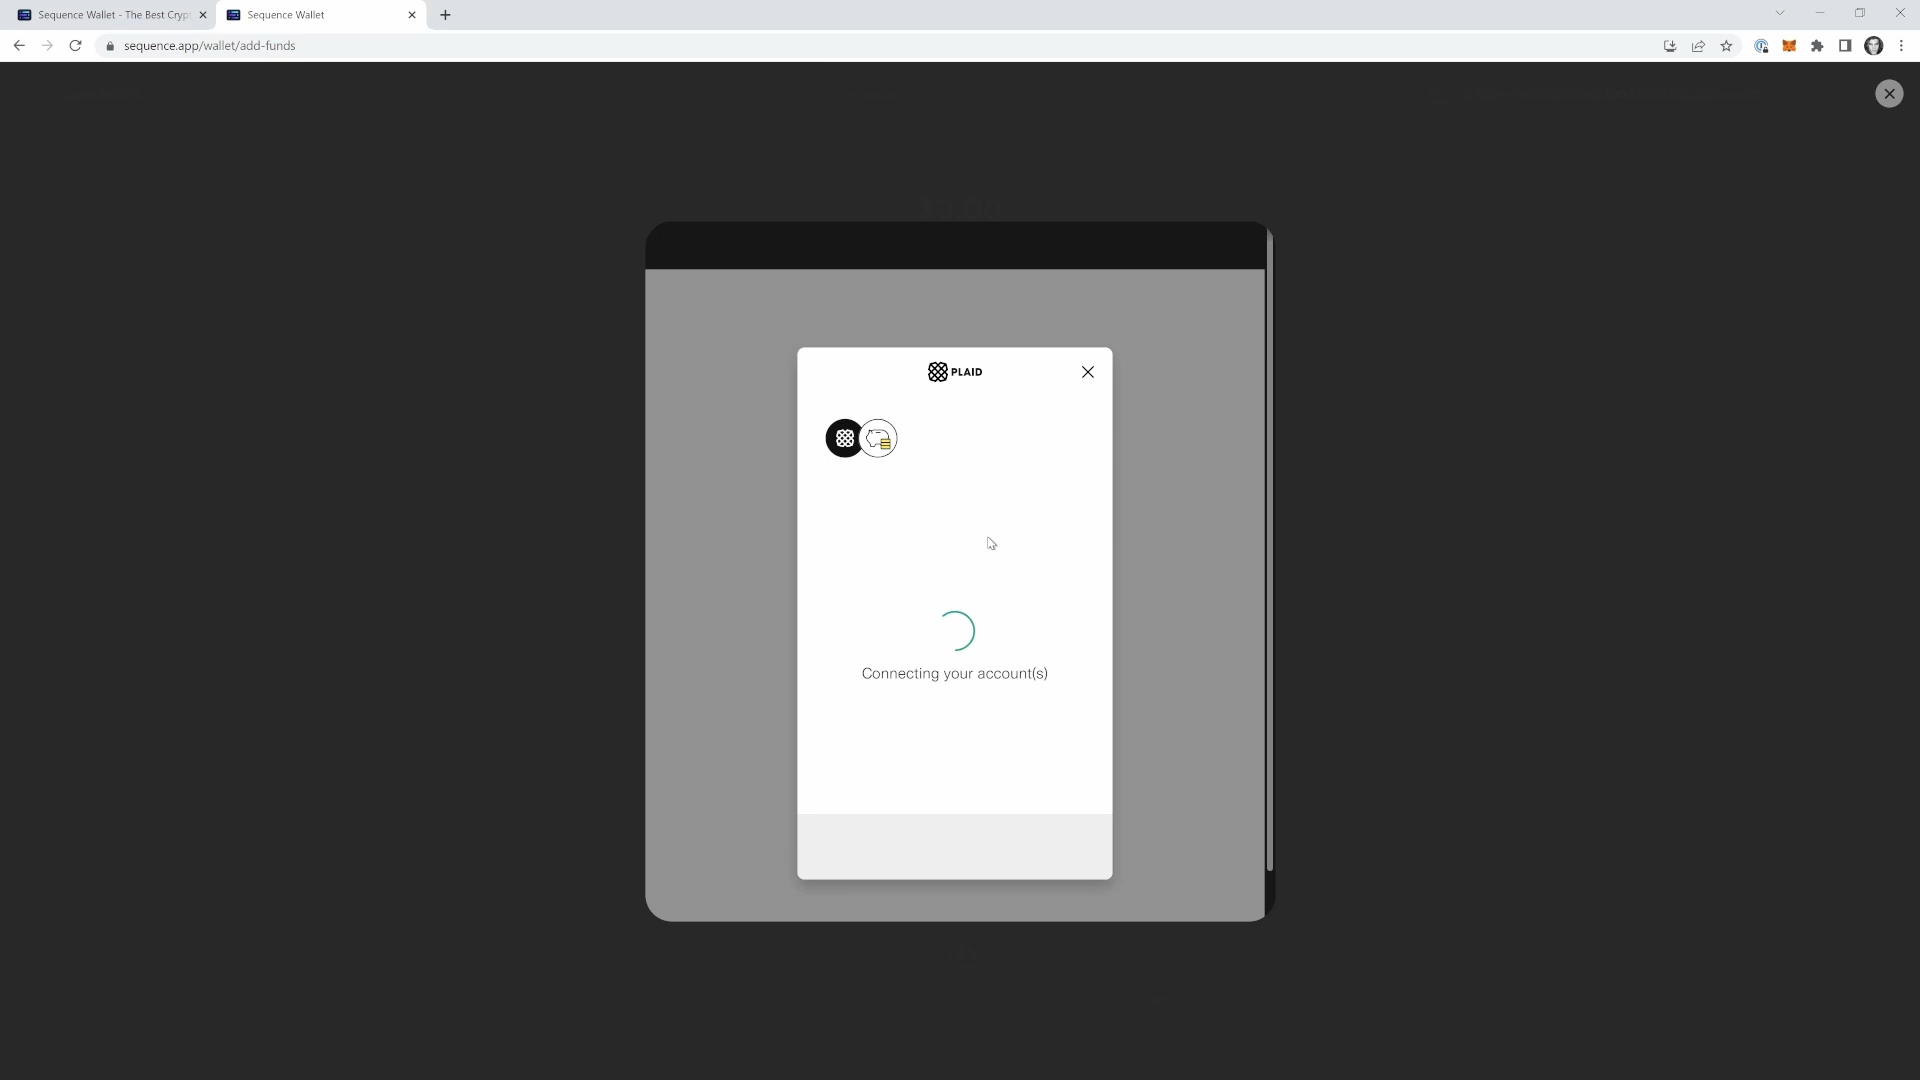 Sequence Wallet - The Best Cryp
Sequence Wallet
sequence.app/wallet/add-funds
PLAID
Connecting your account(s)